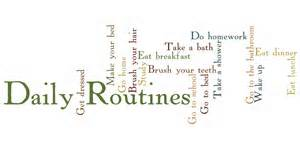 Do homework
Take a bath
Eat dinner
Eat breakfast
Brush your teeth
Daily Routines
Get dressed
Make your bed
Go home
Brush your hair
Study
Go to school
Go to bed
Take a shower
Go to the bathroom
Wake up
Eat lunch